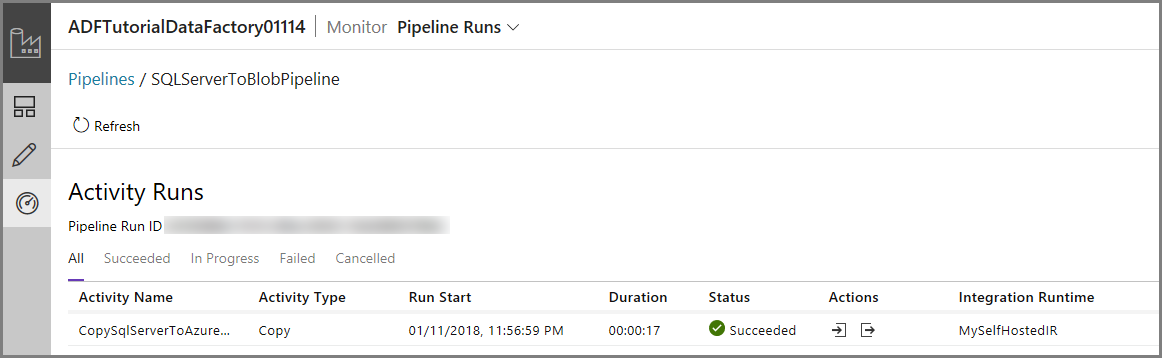 ADFTutorialDataFactory01114 Monitor Pipeline Runs
Pipelines / SQLServerToBlobPipeline
Refresh
Activity Runs
Pipeline Run ID
All Succeeded In Progress Failed Cancelled
Activity Name Activity Type Run Start Duration Status Actions Integration Runtime
CopySqlServerToAzure... Copy 01/11/2018, 11:56:59 PM 00:00:17 Succeeded MySelfHostedIR